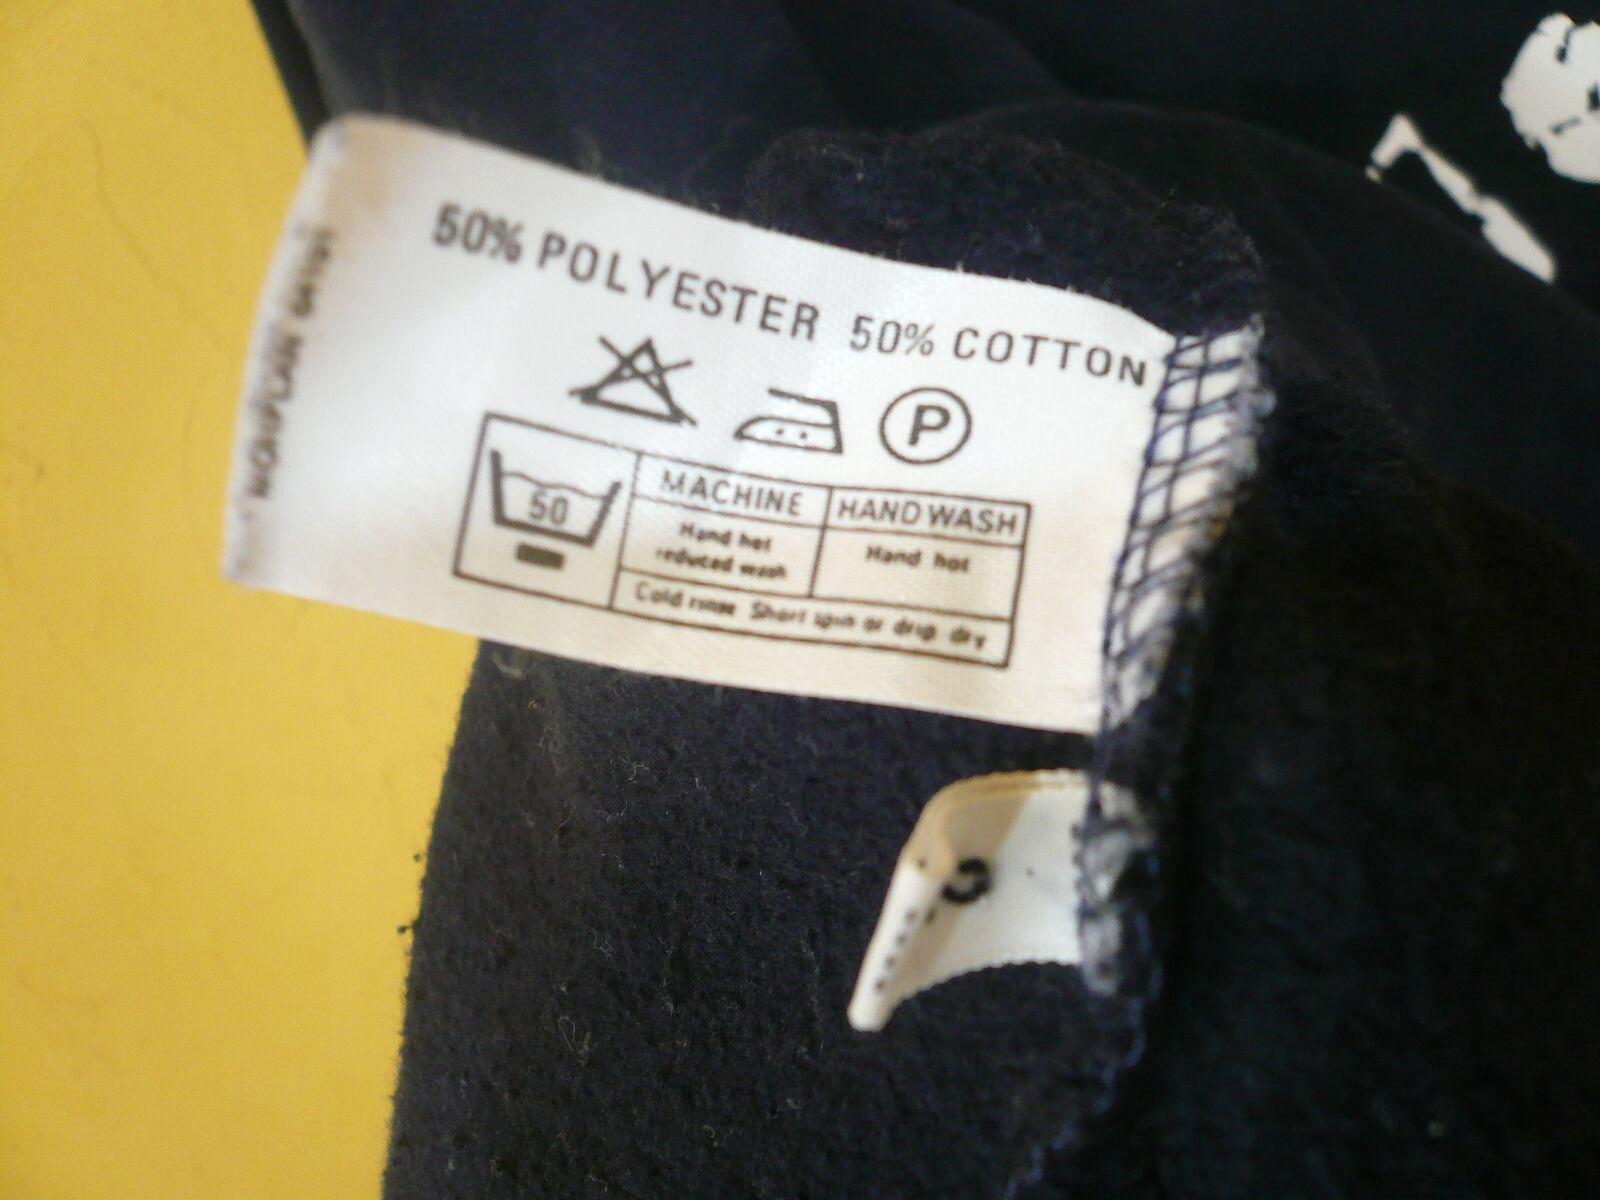 50% POLYESTER 50% COTTON
P
50
MACHINE
Hand hot
reduced wash
HAND WASH
Hand hot
Cold rinse Short spin or drip dry